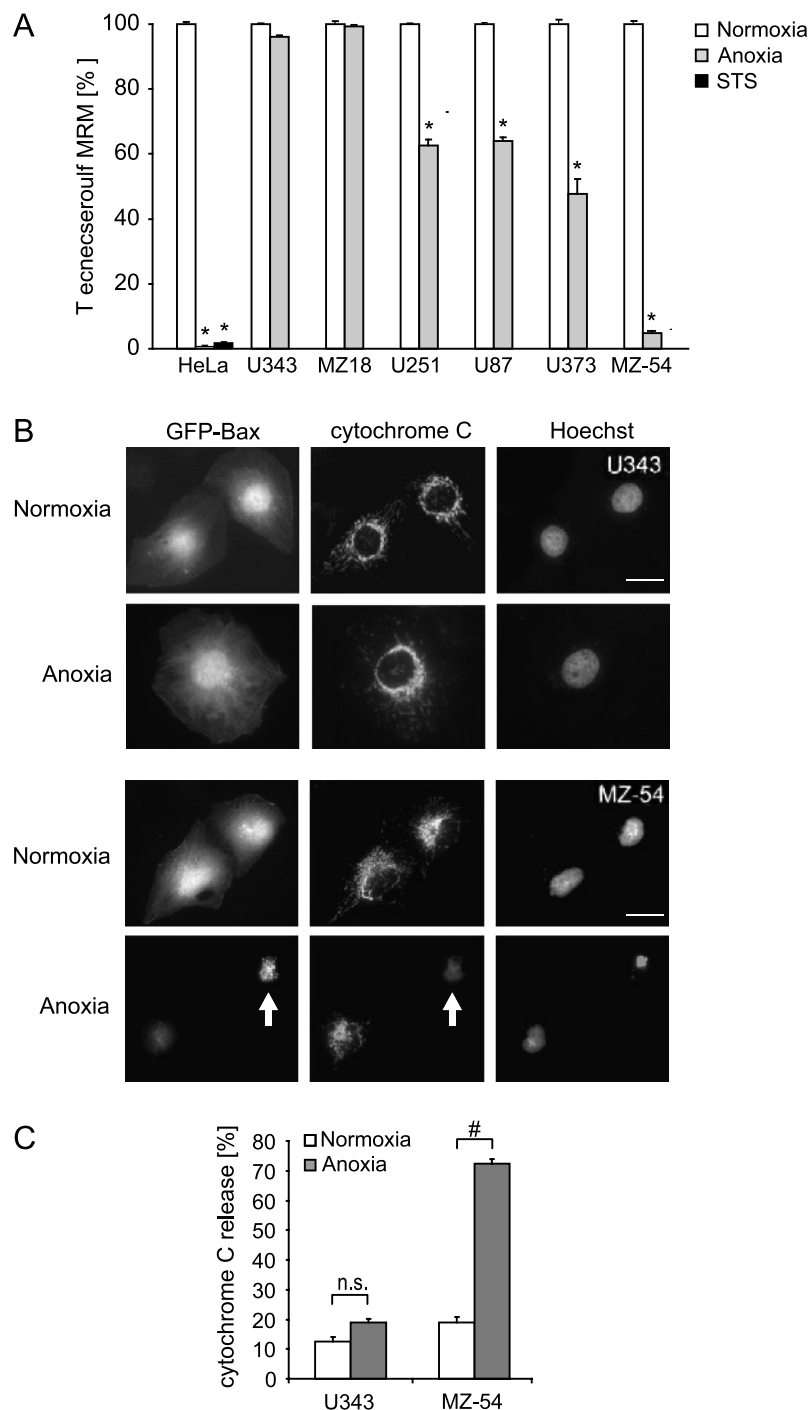 A
T ecnecseroulf MRM [%]
100
80
60
40
20
0
Normoxia
Anoxia
STS
* * * * * *
HeLa U343 MZ18 U251 U87 U373 MZ-54
B
GFP-Bax cytochrome C Hoechst
Normoxia
U343
Anoxia
Normoxia
MZ-54
Anoxia
C
cytochrome C release [%]
80
70
60
50
40
30
20
10
0
Normoxia
Anoxia
n.s.
#
U343 MZ-54